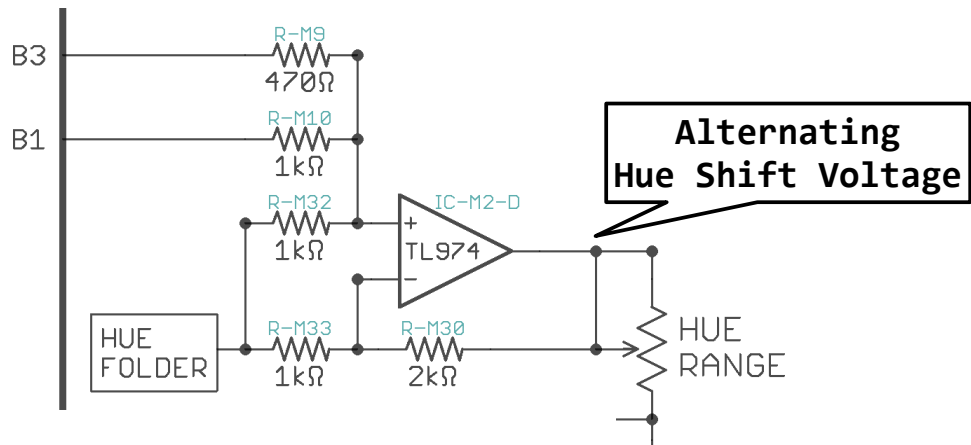 R-M9
B3
470Ω
R-M10
B1
1kΩ
Alternating
Hue Shift Voltage
R-M32
IC-M2-D
+
TL974
1kΩ
−
R-M33
R-M30
HUE
FOLDER
1kΩ
2kΩ
HUE
RANGE